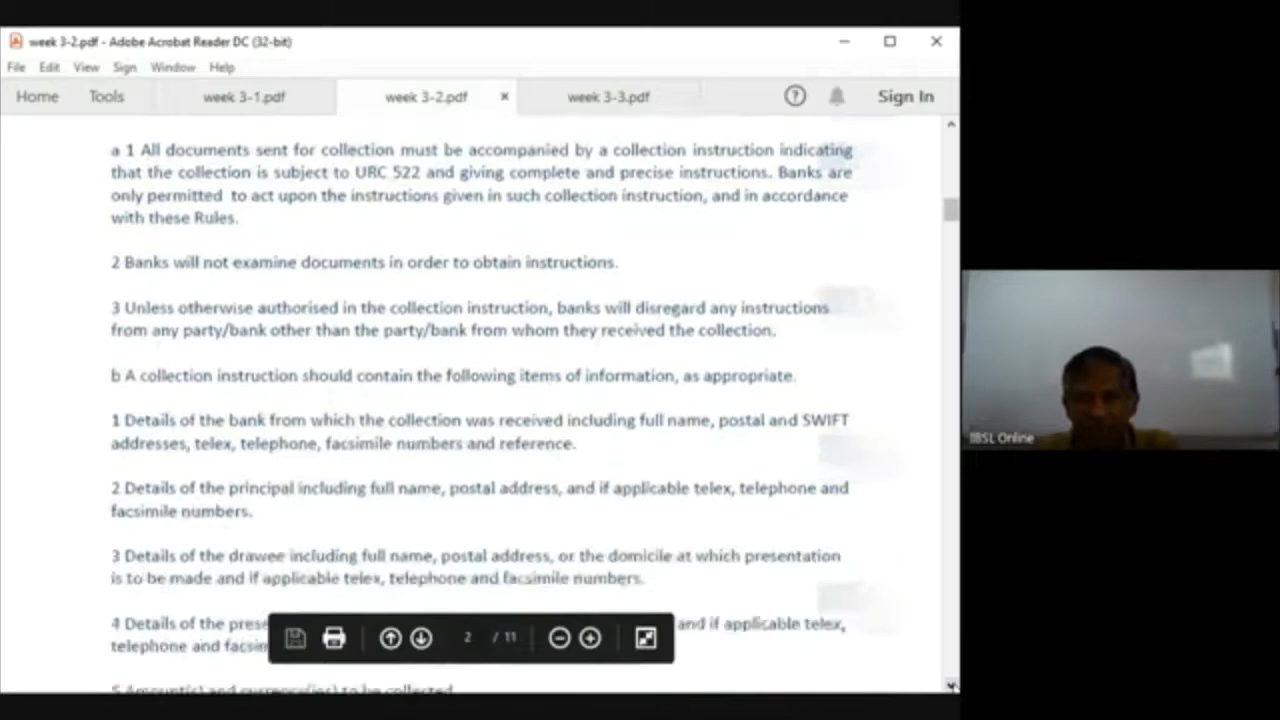 week 3-2.pdf - Adobe Acrobat Reader DC (32-bit)
File Edit View Sign Window Help
Home Tools week 3-1.pdf week 3-2.pdf × week 3-3.pdf ? Sign In
a 1 All documents sent for collection must be accompanied by a collection instruction indicating
that the collection is subject to URC 522 and giving complete and precise instructions. Banks are
only permitted to act upon the instructions given in such collection instruction, and in accordance
with these Rules.
2 Banks will not examine documents in order to obtain instructions.
3 Unless otherwise authorised in the collection instruction, banks will disregard any instructions
from any party/bank other than the party/bank from whom they received the collection.
b A collection instruction should contain the following items of information, as appropriate.
1 Details of the bank from which the collection was received including full name, postal and SWIFT
addresses, telex, telephone, facsimile numbers and reference.
2 Details of the principal including full name, postal address, and if applicable telex, telephone and
facsimile numbers.
3 Details of the drawee including full name, postal address, or the domicile at which presentation
is to be made and if applicable telex, telephone and facsimile numbers.
4 Details of the prese and if applicable telex,
telephone and facsim
2 / 11
5 Amount(s) and currency(ies) to be collected
IBSL Online